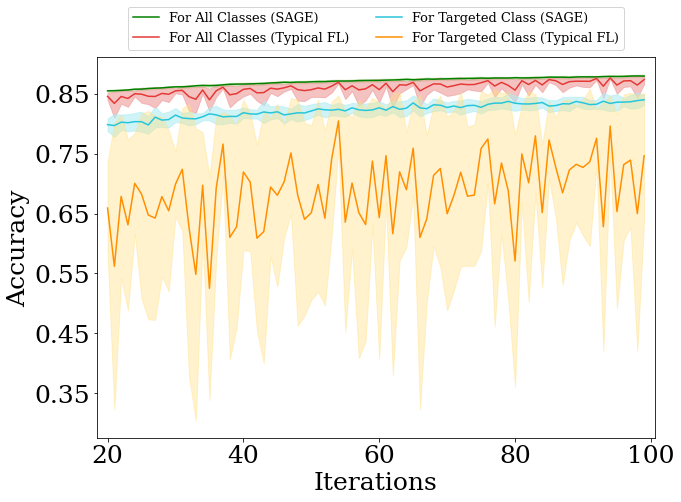 For All Classes (SAGE)
For All Classes (Typical FL)
For Targeted Class (SAGE)
For Targeted Class (Typical FL)
Accuracy
0.85
0.75
0.65
0.55
0.45
0.35
20 40 60 80 100
Iterations